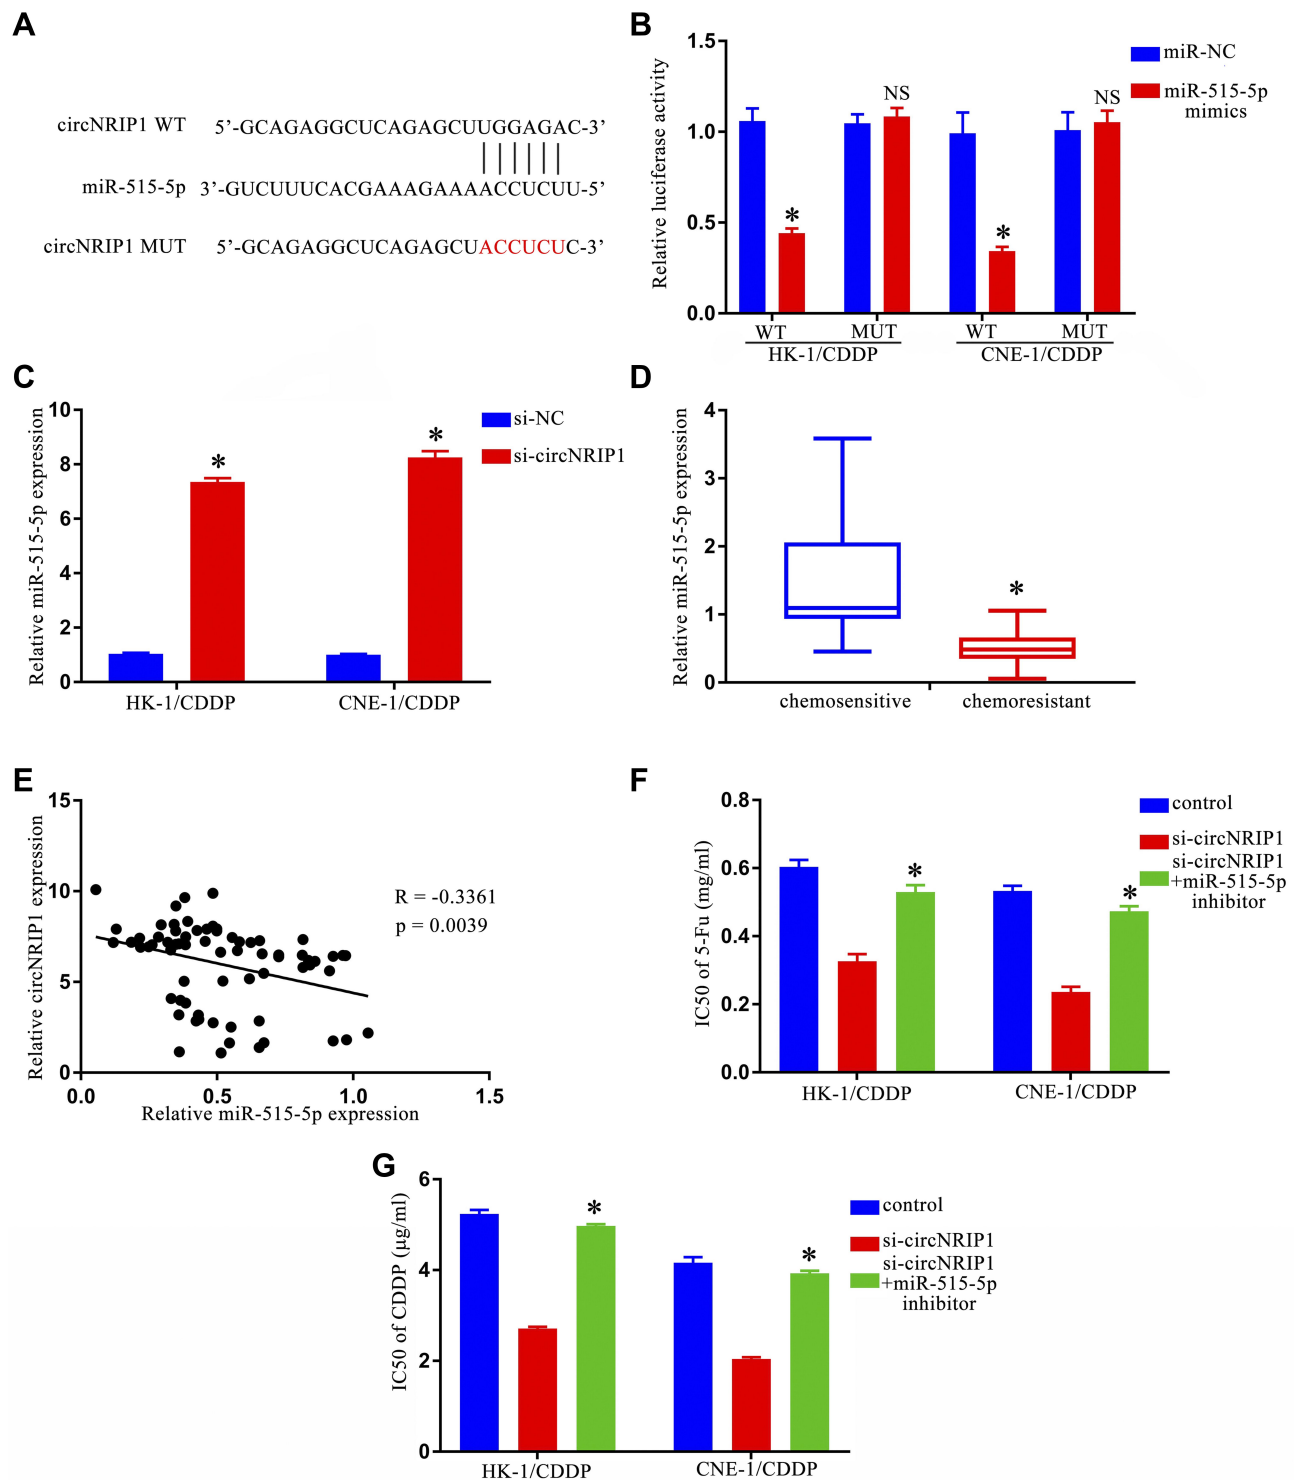 A
circNRIP1 WT 5’-GCAGAGGCUCAGAGCUUGGAGAC-3’
miR-515-5p 3’-GUCUUUCACGAAAGAAAACCUCUU-5’
circNRIP1 MUT 5’-GCAGAGGCUCAGAGCUACCUCUC-3’
B
Relative luciferase activity
1.5
1.0
0.5
0.0
*
NS
*
NS
WT MUT WT MUT
HK-1/CDDP CNE-1/CDDP
miR-NC
miR-515-5p
mimics
C
Relative miR-515-5p expression
10
8
6
4
2
0
*
*
HK-1/CDDP CNE-1/CDDP
si-NC
si-circNRIP1
D
Relative miR-515-5p expression
4
3
2
1
0
*
chemosensitive chemoresistant
E
Relative circNRIP1 expression
15
10
5
0
R = -0.3361
p = 0.0039
0.0 0.5 1.0 1.5
Relative miR-515-5p expression
F
IC50 of 5-Fu (mg/ml)
0.8
0.6
0.4
0.2
0.0
*
*
HK-1/CDDP CNE-1/CDDP
control
si-circNRIP1
si-circNRIP1
+miR-515-5p
inhibitor
G
IC50 of CDDP (µg/ml)
6
4
2
0
*
*
HK-1/CDDP CNE-1/CDDP
control
si-circNRIP1
si-circNRIP1
+miR-515-5p
inhibitor